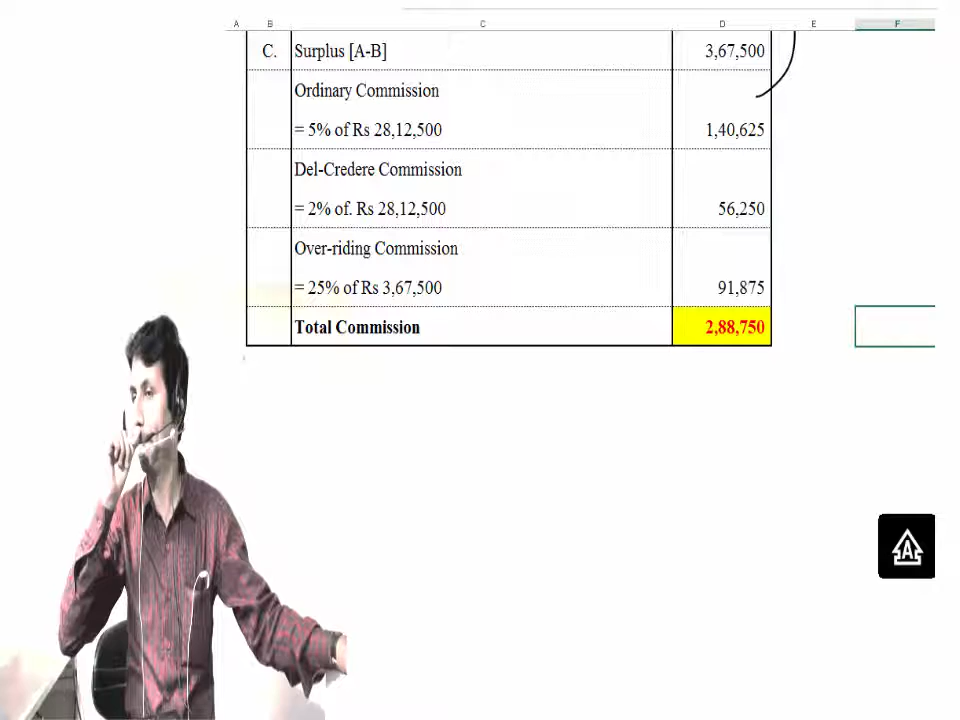 A B C D E F
C. Surplus [A-B] 3,67,500
Ordinary Commission
= 5% of Rs 28,12,500 1,40,625
Del-Credere Commission
= 2% of. Rs 28,12,500 56,250
Over-riding Commission
= 25% of Rs 3,67,500 91,875
Total Commission 2,88,750
A